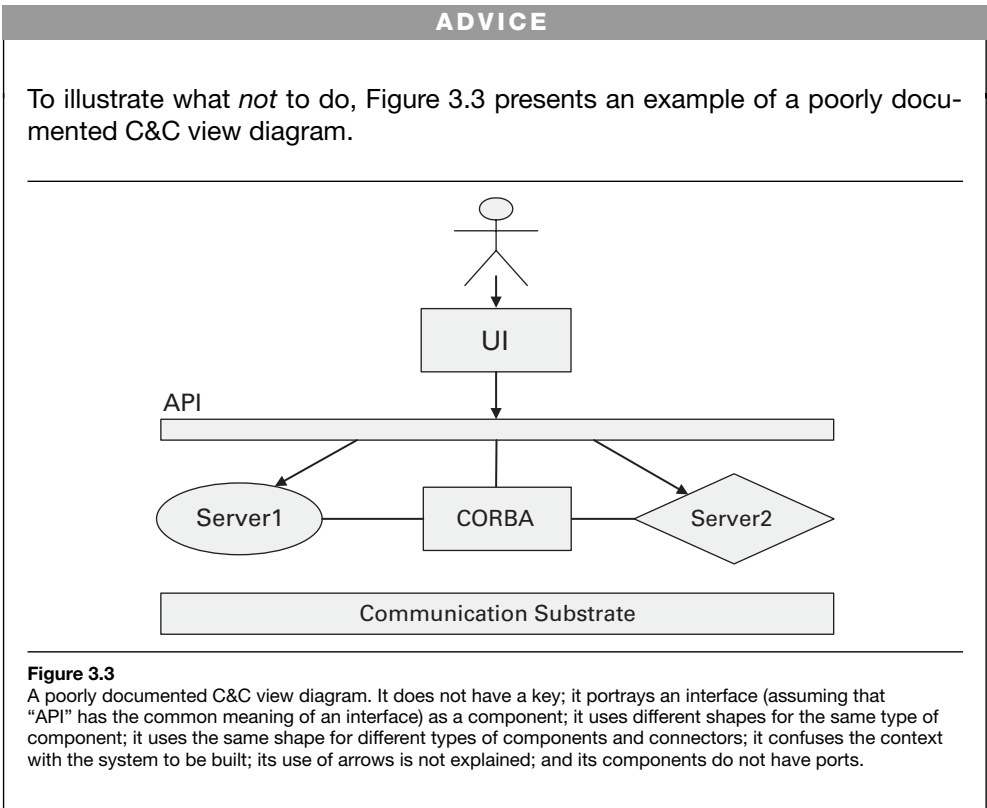 ADVICE
To illustrate what not to do, Figure 3.3 presents an example of a poorly docu-
mented C&C view diagram.
UI
API
Server1
CORBA
Server2
Communication Substrate
Figure 3.3
A poorly documented C&C view diagram. It does not have a key; it portrays an interface (assuming that
“API” has the common meaning of an interface) as a component; it uses different shapes for the same type of
component; it uses the same shape for different types of components and connectors; it confuses the context
with the system to be built; its use of arrows is not explained; and its components do not have ports.